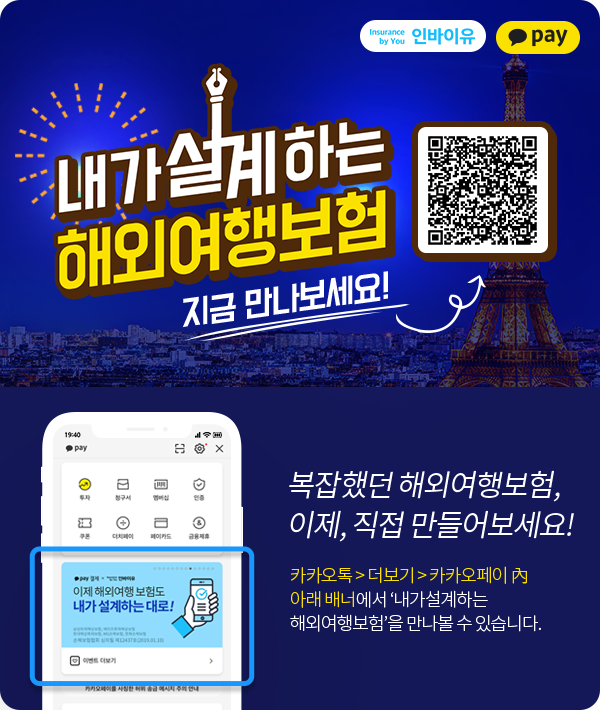 Insurance by You 인바이유
pay
내가설계하는
해외여행보험
지금 만나보세요!
19:40
pay
투자 청구서 멤버십 인증
쿠폰 더치페이 페이카드 금융제휴
pay 결제 인바이유
이제 해외여행 보험도
내가 설계하는 대로!
이벤트 더보기
복잡했던 해외여행보험,
이제, 직접 만들어보세요!
카카오톡 > 더보기 > 카카오페이 內
아래 배너에서 ‘내가설계하는
해외여행보험’을 만나볼 수 있습니다.